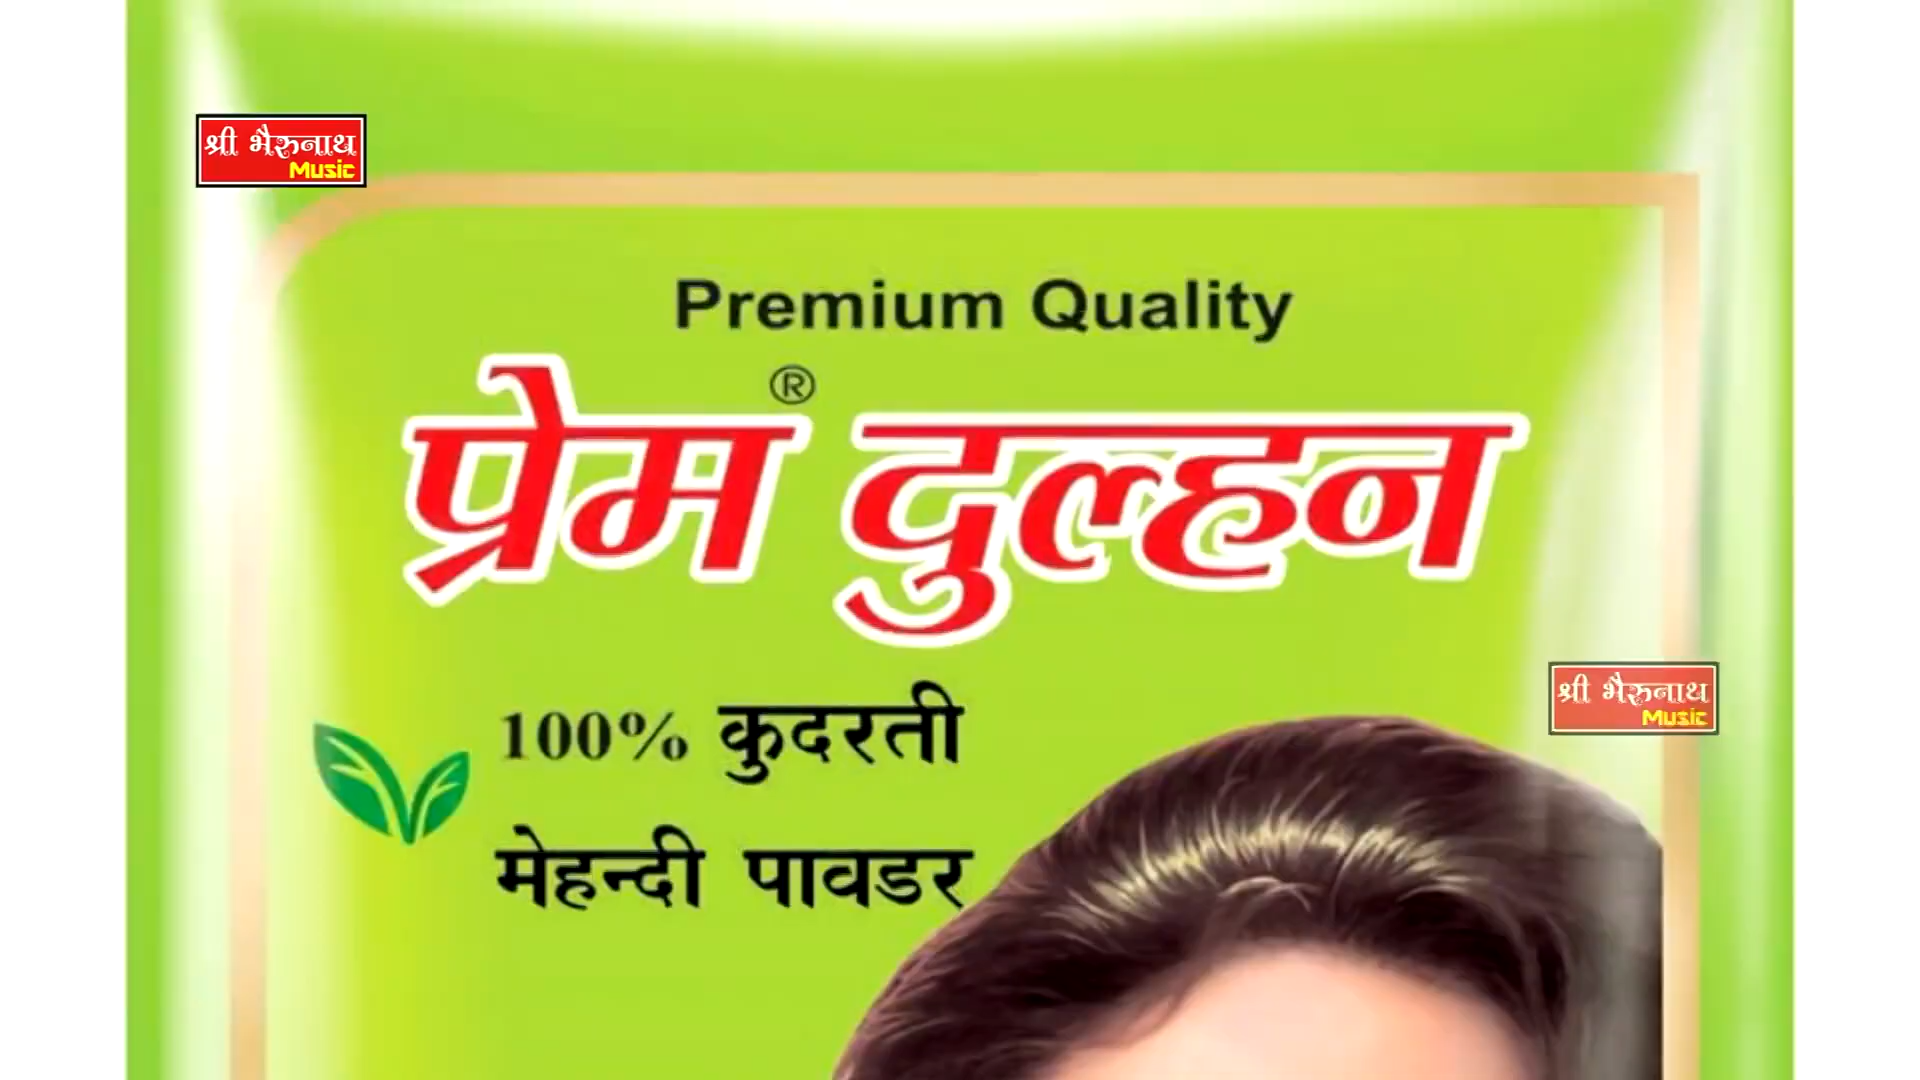 श्री भैरुनाथ
Music
Premium Quality
प्रेम® दुल्हन
100% कुदरती
मेहन्दी पावडर
श्री भैरुनाथ
Music